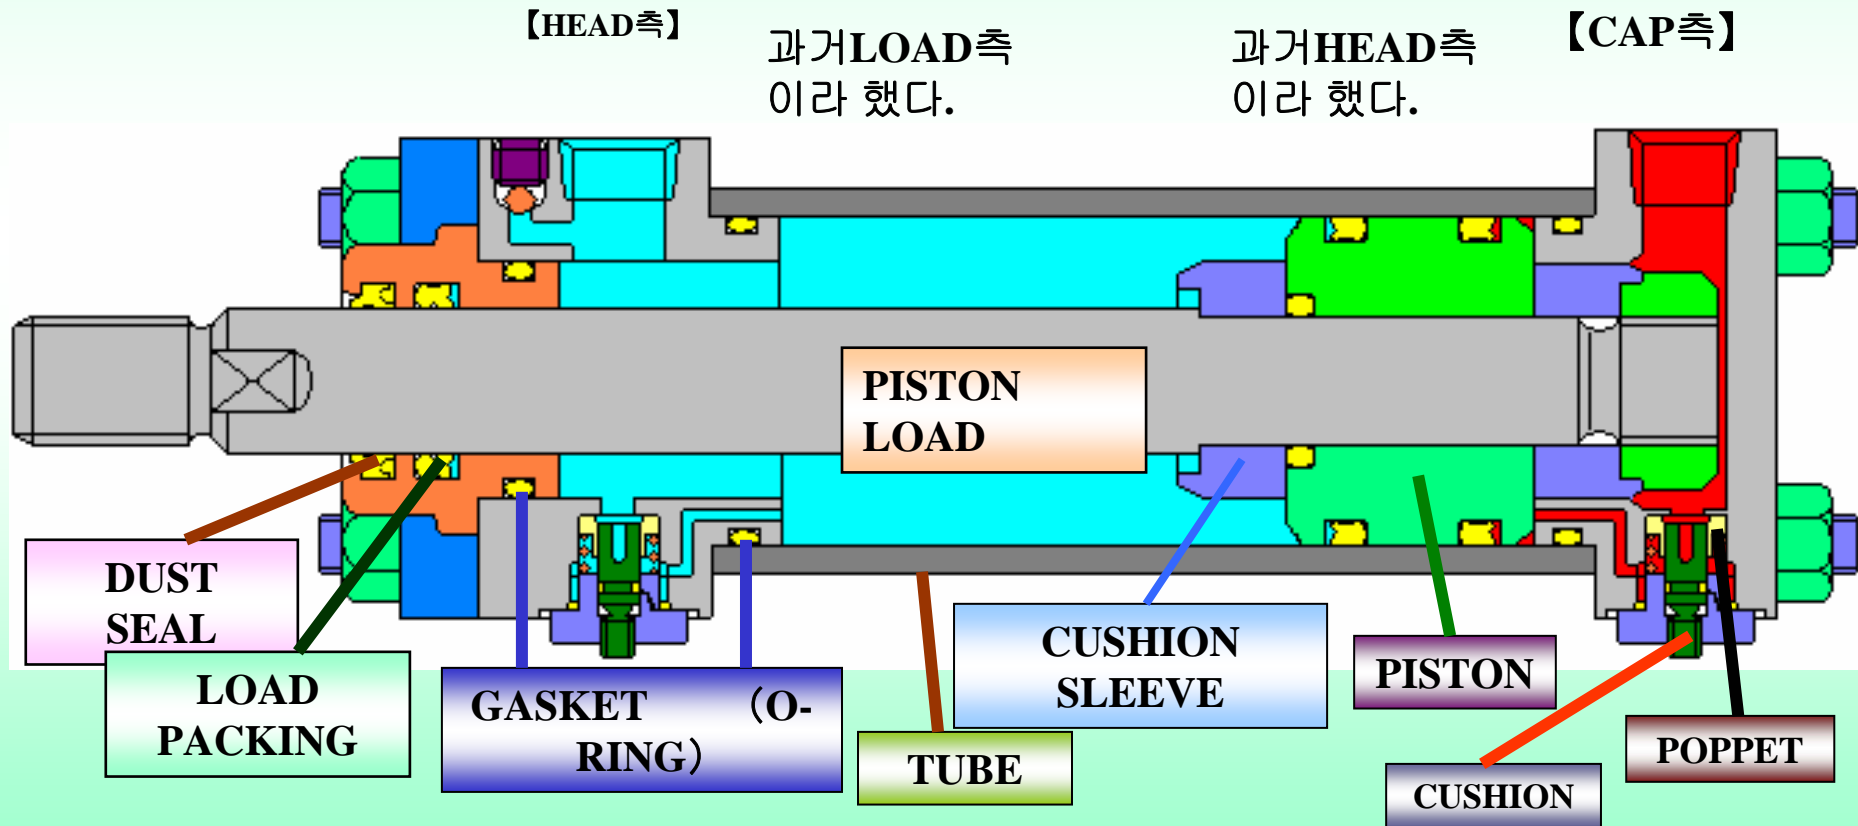 【HEAD측】
과거LOAD측
이라 했다.
과거HEAD측
이라 했다.
【CAP측】
PISTON
LOAD
DUST
SEAL
LOAD
PACKING
GASKET （O-
RING）
TUBE
CUSHION
SLEEVE
PISTON
CUSHION
POPPET